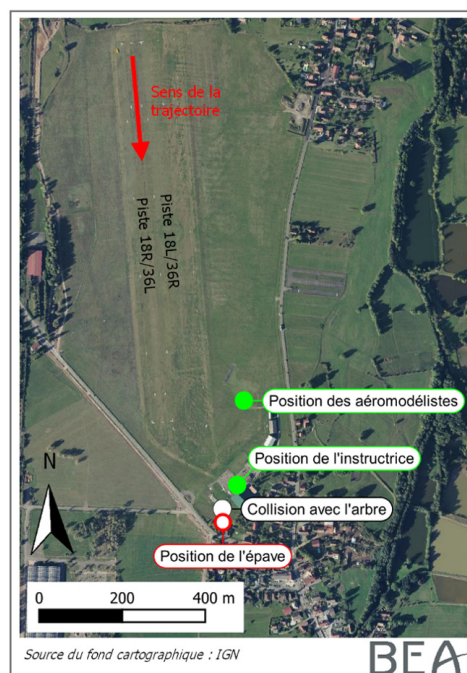 Sens de la
trajectoire
Piste 18L/36R
Piste 18R/36L
Position des aéromodélistes
Position de l'instructrice
N
Collision avec l'arbre
Position de l'épave
0 200 400 m
Source du fond cartographique : IGN
BEA